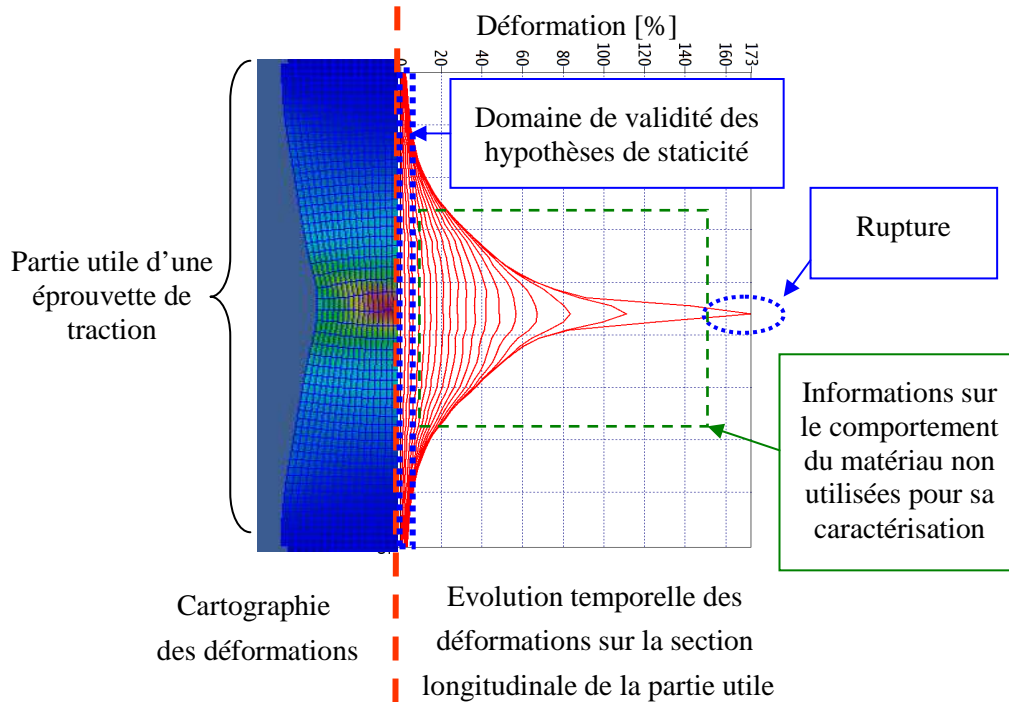 Déformation [%]
0 20 40 60 80 100 120 140 173
Domaine de validité des
hypothèses de staticité
Rupture
Partie utile d’une
éprouvette de
traction
Informations sur
le comportement
du matériau non
utilisées pour sa
caractérisation
Cartographie
des déformations
Evolution temporelle des
déformations sur la section
longitudinale de la partie utile